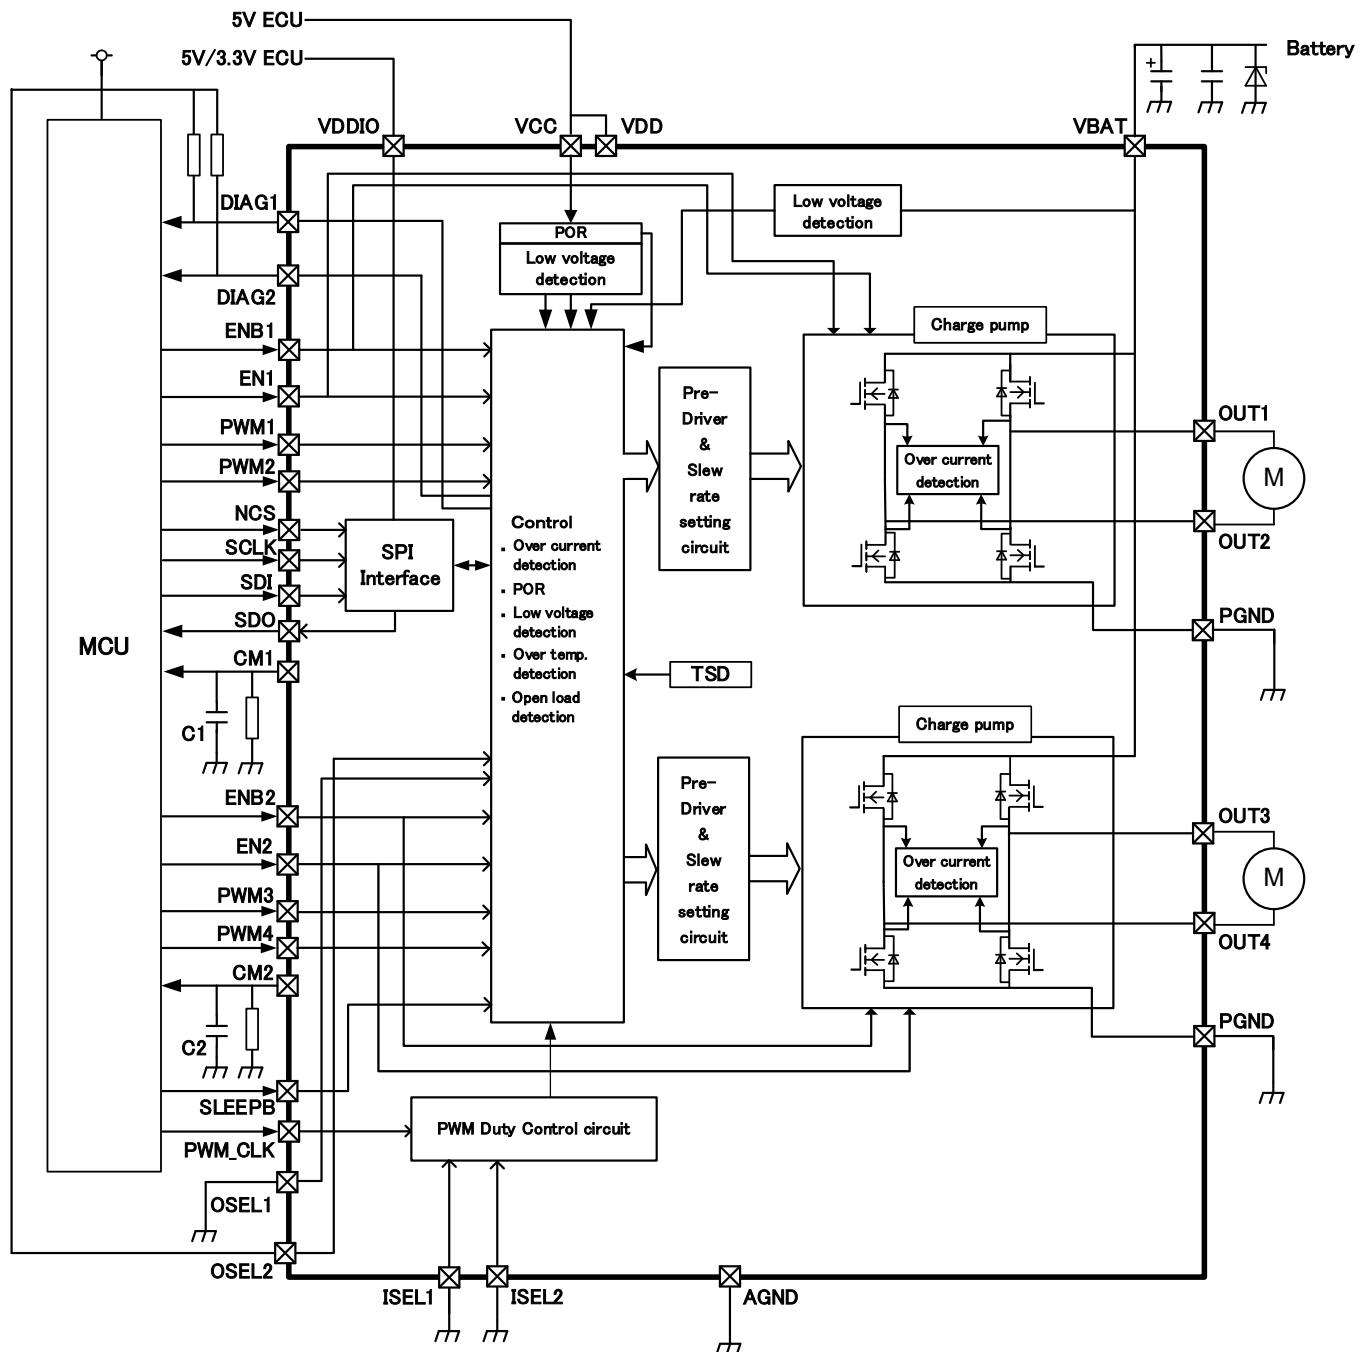 5V ECU
5V/3.3V ECU
Battery
VDDIO
VCC
VDD
VBAT
DIAG1
DIAG2
ENB1
EN1
PWM1
PWM2
NCS
SCLK
SDI
SDO
CM1
C1
ENB2
EN2
PWM3
PWM4
CM2
C2
SLEEPB
PWM_CLK
OSEL1
OSEL2
MCU
POR
Low voltage
detection
Low voltage
detection
SPI
Interface
Control
• Over current
detection
• POR
• Low voltage
detection
• Over temp.
detection
• Open load
detection
Pre-
Driver
&
Slew
rate
setting
circuit
Charge pump
Over current
detection
TSD
Pre-
Driver
&
Slew
rate
setting
circuit
Charge pump
Over current
detection
PWM Duty Control circuit
OUT1
M
OUT2
PGND
OUT3
M
OUT4
PGND
ISEL1
ISEL2
AGND
+